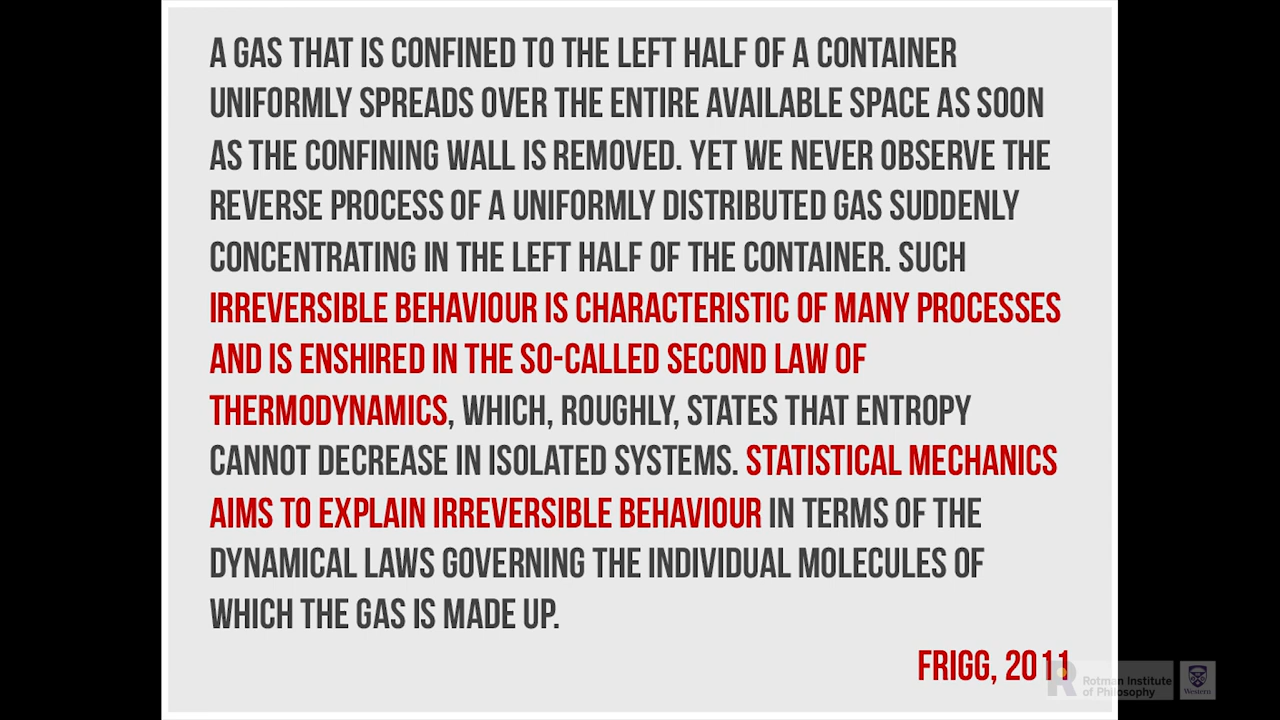 A GAS THAT IS CONFINED TO THE LEFT HALF OF A CONTAINER
UNIFORMLY SPREADS OVER THE ENTIRE AVAILABLE SPACE AS SOON
AS THE CONFINING WALL IS REMOVED. YET WE NEVER OBSERVE THE
REVERSE PROCESS OF A UNIFORMLY DISTRIBUTED GAS SUDDENLY
CONCENTRATING IN THE LEFT HALF OF THE CONTAINER. SUCH
IRREVERSIBLE BEHAVIOUR IS CHARACTERISTIC OF MANY PROCESSES
AND IS ENSHIRED IN THE SO-CALLED SECOND LAW OF
THERMODYNAMICS, WHICH, ROUGHLY, STATES THAT ENTROPY
CANNOT DECREASE IN ISOLATED SYSTEMS. STATISTICAL MECHANICS
AIMS TO EXPLAIN IRREVERSIBLE BEHAVIOUR IN TERMS OF THE
DYNAMICAL LAWS GOVERNING THE INDIVIDUAL MOLECULES OF
WHICH THE GAS IS MADE UP.
FRIGG, 2011
R Rotman Institute
of Philosophy
Western